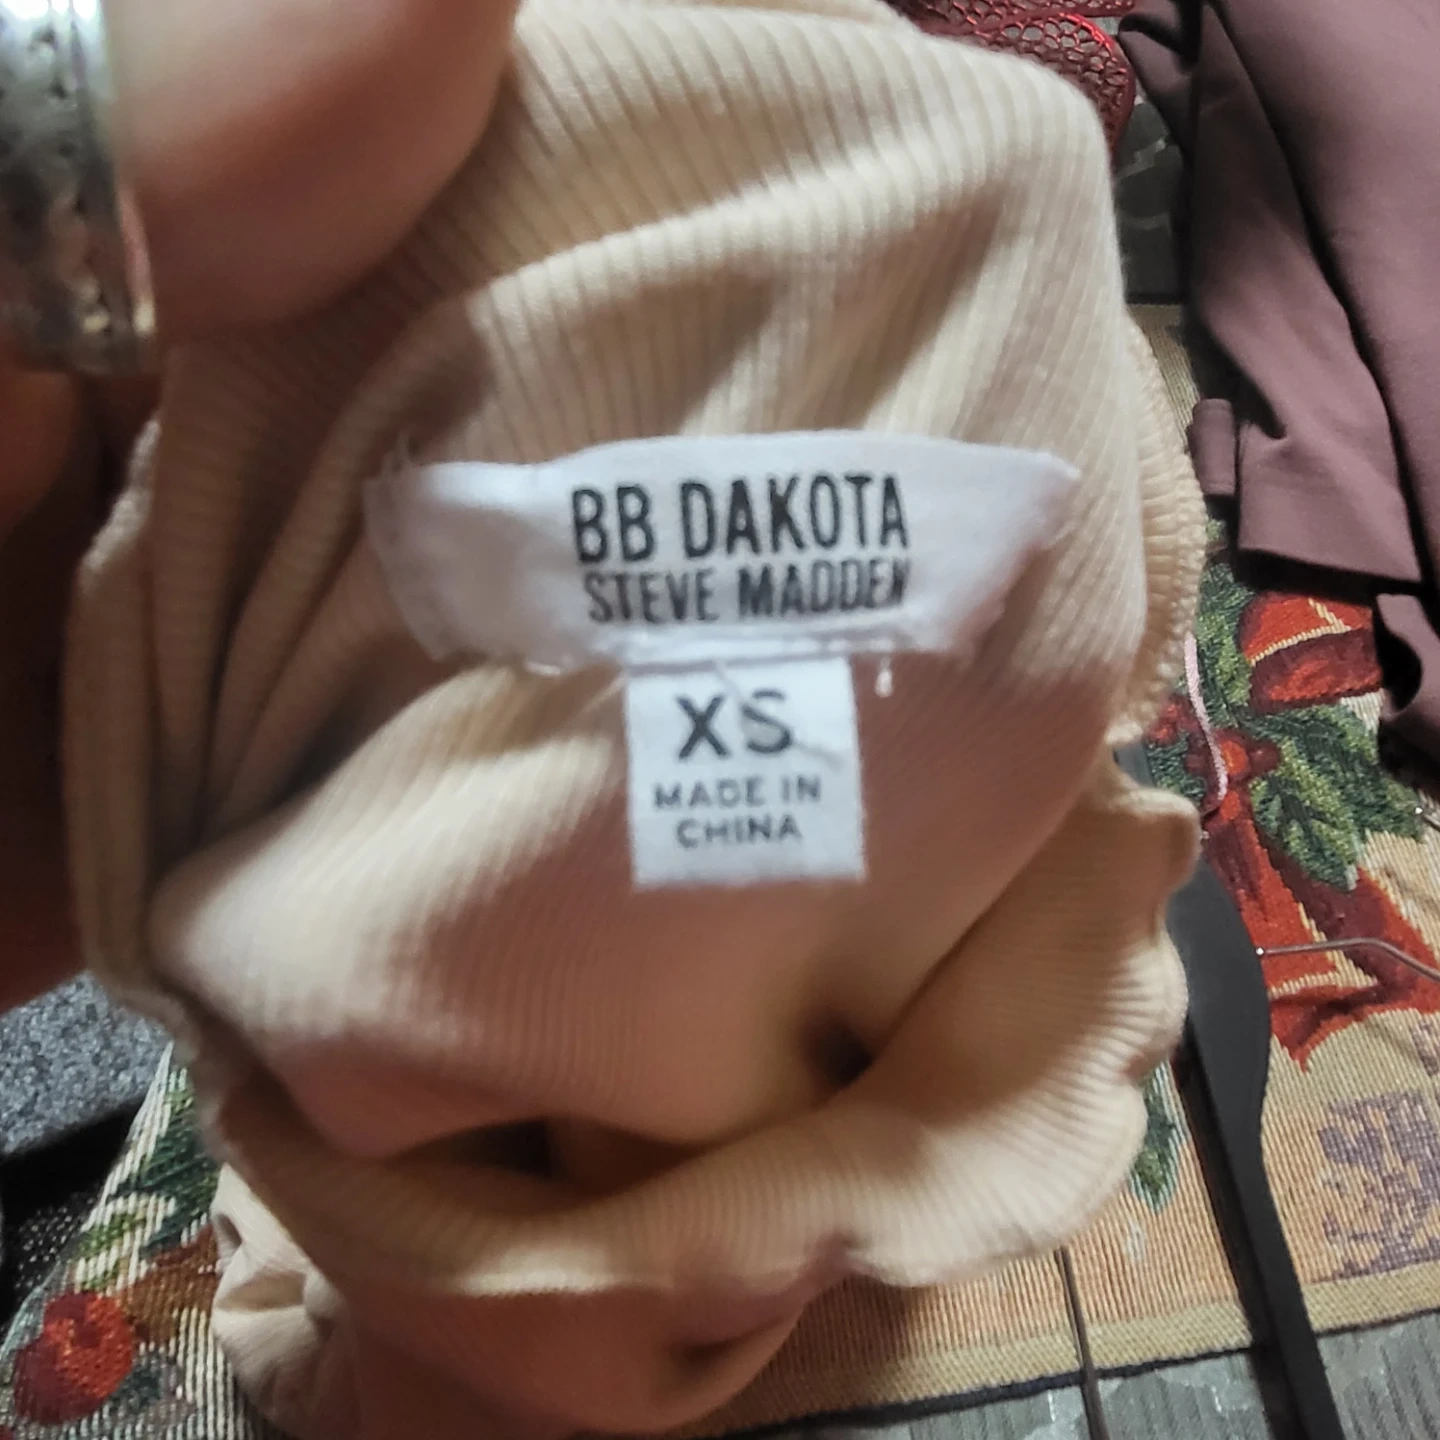 BB DAKOTA
STEVE MADDEN
XS
MADE IN
CHINA